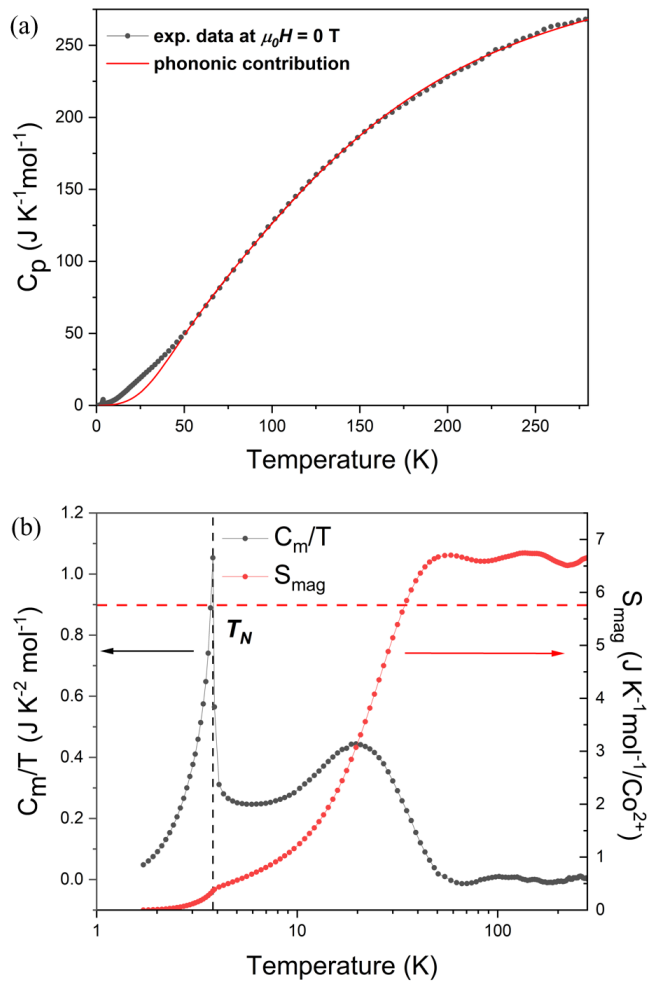 (a)
exp. data at μ₀H = 0 T
phononic contribution
250
200
150
100
50
0
Cp (J K⁻¹mol⁻¹)
0 50 100 150 200 250
Temperature (K)
(b)
1.2
1.0
0.8
0.6
0.4
0.2
0.0
Cm/T (J K⁻² mol⁻¹)
Cm/T
Smag
TN
7
6
5
4
3
2
1
0
Smag (J K⁻¹mol⁻¹/Co²⁺)
1 10 100
Temperature (K)